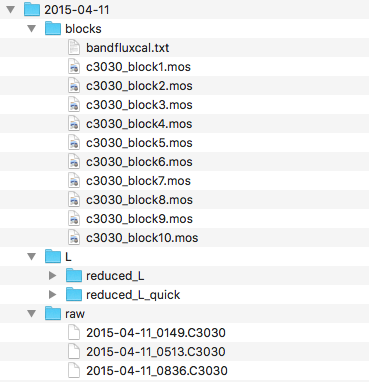 2015-04-11
blocks
bandfluxcal.txt
c3030_block1.mos
c3030_block2.mos
c3030_block3.mos
c3030_block4.mos
c3030_block5.mos
c3030_block6.mos
c3030_block7.mos
c3030_block8.mos
c3030_block9.mos
c3030_block10.mos
L
reduced_L
reduced_L_quick
raw
2015-04-11_0149.C3030
2015-04-11_0513.C3030
2015-04-11_0836.C3030